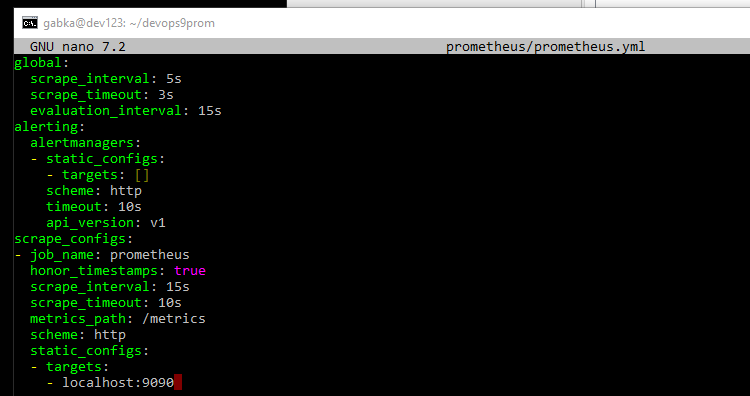 gabka@dev123: ~/devops9prom
GNU nano 7.2 prometheus/prometheus.yml
global:
  scrape_interval: 5s
  scrape_timeout: 3s
  evaluation_interval: 15s
alerting:
  alertmanagers:
  - static_configs:
    - targets: []
    scheme: http
    timeout: 10s
    api_version: v1
scrape_configs:
- job_name: prometheus
  honor_timestamps: true
  scrape_interval: 15s
  scrape_timeout: 10s
  metrics_path: /metrics
  scheme: http
  static_configs:
  - targets:
    - localhost:9090